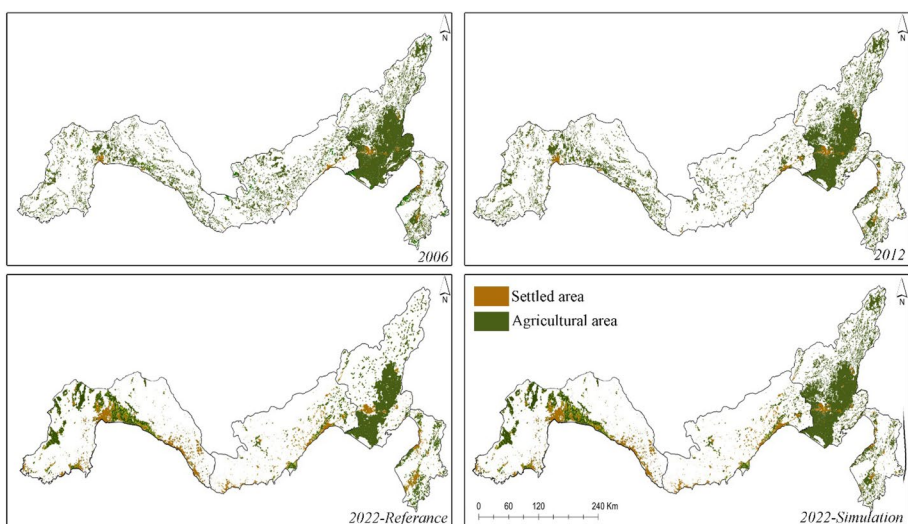 N
2006
N
2012
N
2022-Referance
Settled area
Agricultural area
N
0 60 120 240 Km
2022-Simulation